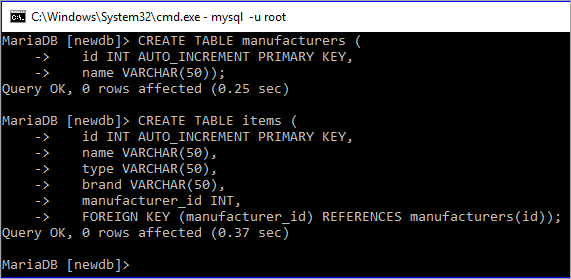 C:\Windows\System32\cmd.exe - mysql -u root
MariaDB [newdb]> CREATE TABLE manufacturers (
    ->     id INT AUTO_INCREMENT PRIMARY KEY,
    ->     name VARCHAR(50));
Query OK, 0 rows affected (0.25 sec)

MariaDB [newdb]> CREATE TABLE items (
    ->     id INT AUTO_INCREMENT PRIMARY KEY,
    ->     name VARCHAR(50),
    ->     type VARCHAR(50),
    ->     brand VARCHAR(50),
    ->     manufacturer_id INT,
    ->     FOREIGN KEY (manufacturer_id) REFERENCES manufacturers(id));
Query OK, 0 rows affected (0.37 sec)

MariaDB [newdb]>